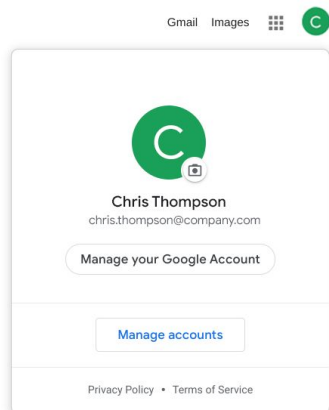 Gmail Images C
C
Chris Thompson
chris.thompson@company.com
Manage your Google Account
Manage accounts
Privacy Policy • Terms of Service